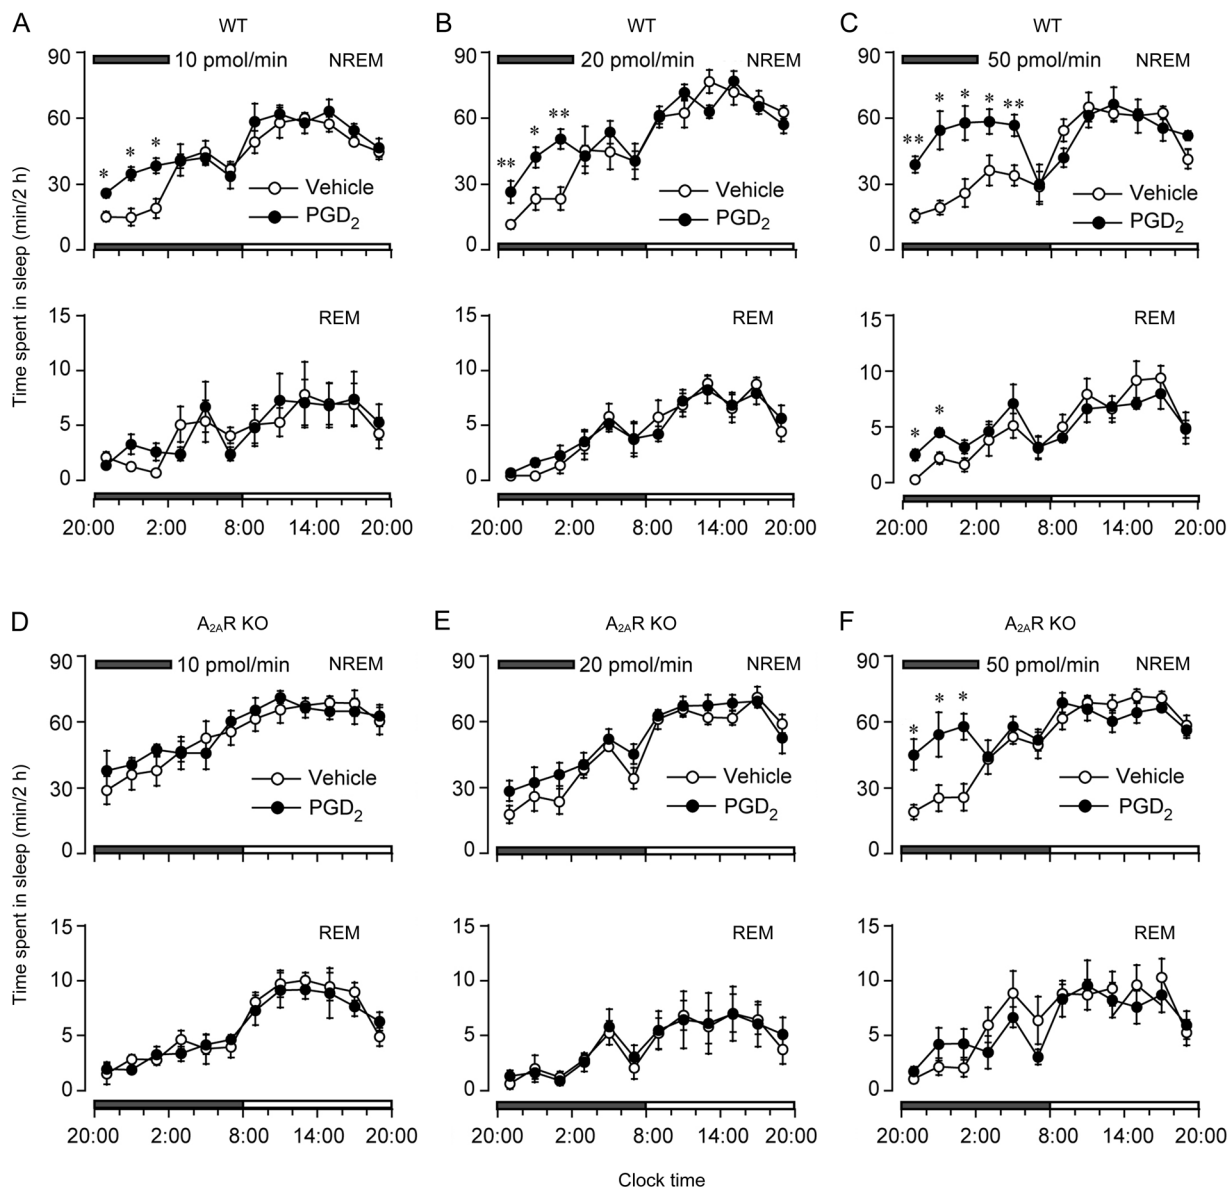 A WT B WT C WT
10 pmol/min NREM 20 pmol/min NREM 50 pmol/min NREM
90 90 90
60 60 60
30 30 30
0 0 0
* * * ** * ** ** * * * **
Vehicle Vehicle Vehicle
PGD2 PGD2 PGD2
Time spent in sleep (min/2 h)
REM REM REM
15 15 15
10 10 10
5 5 5
0 0 0
* *
20:00 2:00 8:00 14:00 20:00 20:00 2:00 8:00 14:00 20:00 20:00 2:00 8:00 14:00 20:00
D A2AR KO E A2AR KO F A2AR KO
10 pmol/min NREM 20 pmol/min NREM 50 pmol/min NREM
90 90 90
60 60 60
30 30 30
0 0 0
* * *
Vehicle Vehicle Vehicle
PGD2 PGD2 PGD2
Time spent in sleep (min/2 h)
REM REM REM
15 15 15
10 10 10
5 5 5
0 0 0
20:00 2:00 8:00 14:00 20:00 20:00 2:00 8:00 14:00 20:00 20:00 2:00 8:00 14:00 20:00
Clock time